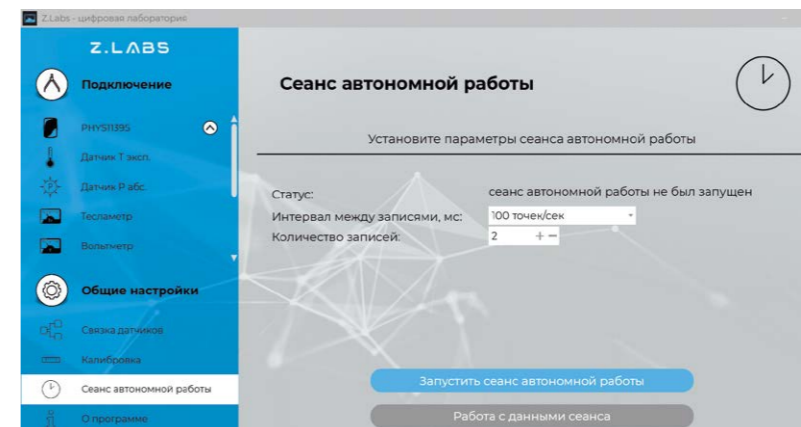 Z.Labs - цифровая лаборатория
Z.LABS
Подключение
PHYS11395
Датчик Т эксп.
Датчик Р абс.
Тесламетр
Вольтметр
Общие настройки
Связка датчиков
Калибровка
Сеанс автономной работы
О программе
Сеанс автономной работы
Установите параметры сеанса автономной работы
Статус: сеанс автономной работы не был запущен
Интервал между записями, мс: 100 точек/сек
Количество записей: 2 + −
Запустить сеанс автономной работы
Работа с данными сеанса